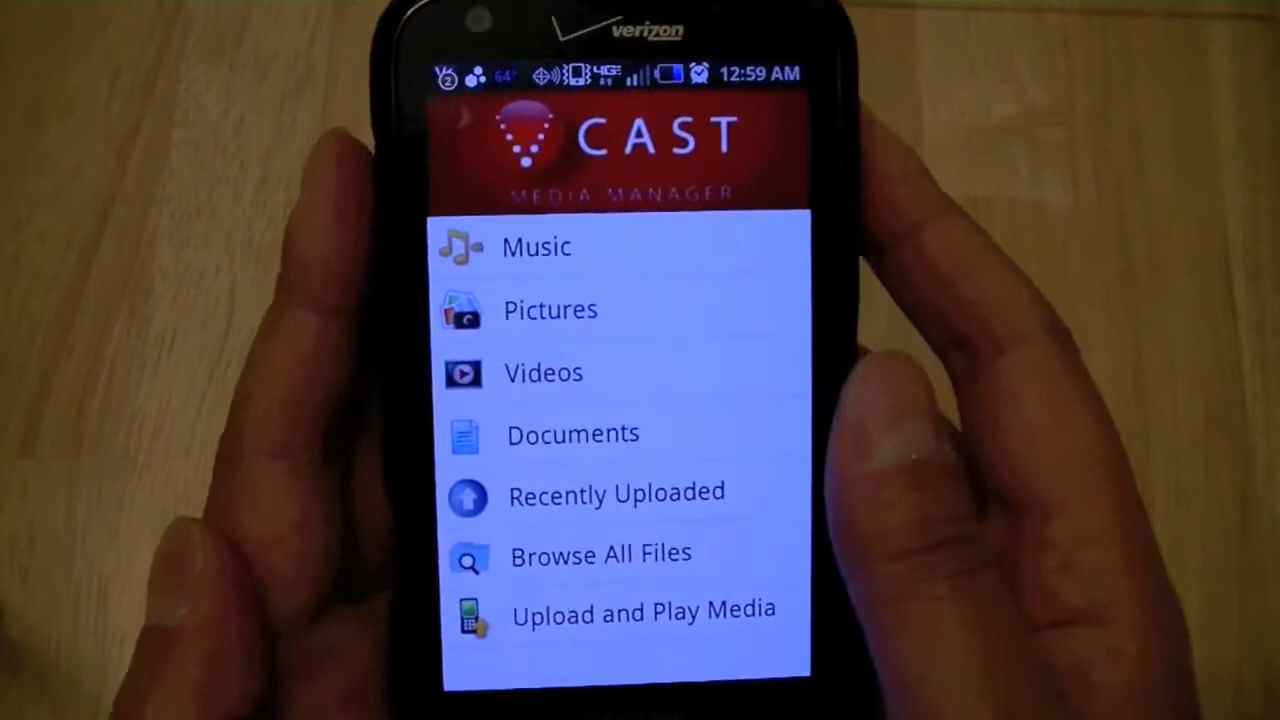 verizon
64° 4G 12:59 AM
V CAST
MEDIA MANAGER
Music
Pictures
Videos
Documents
Recently Uploaded
Browse All Files
Upload and Play Media